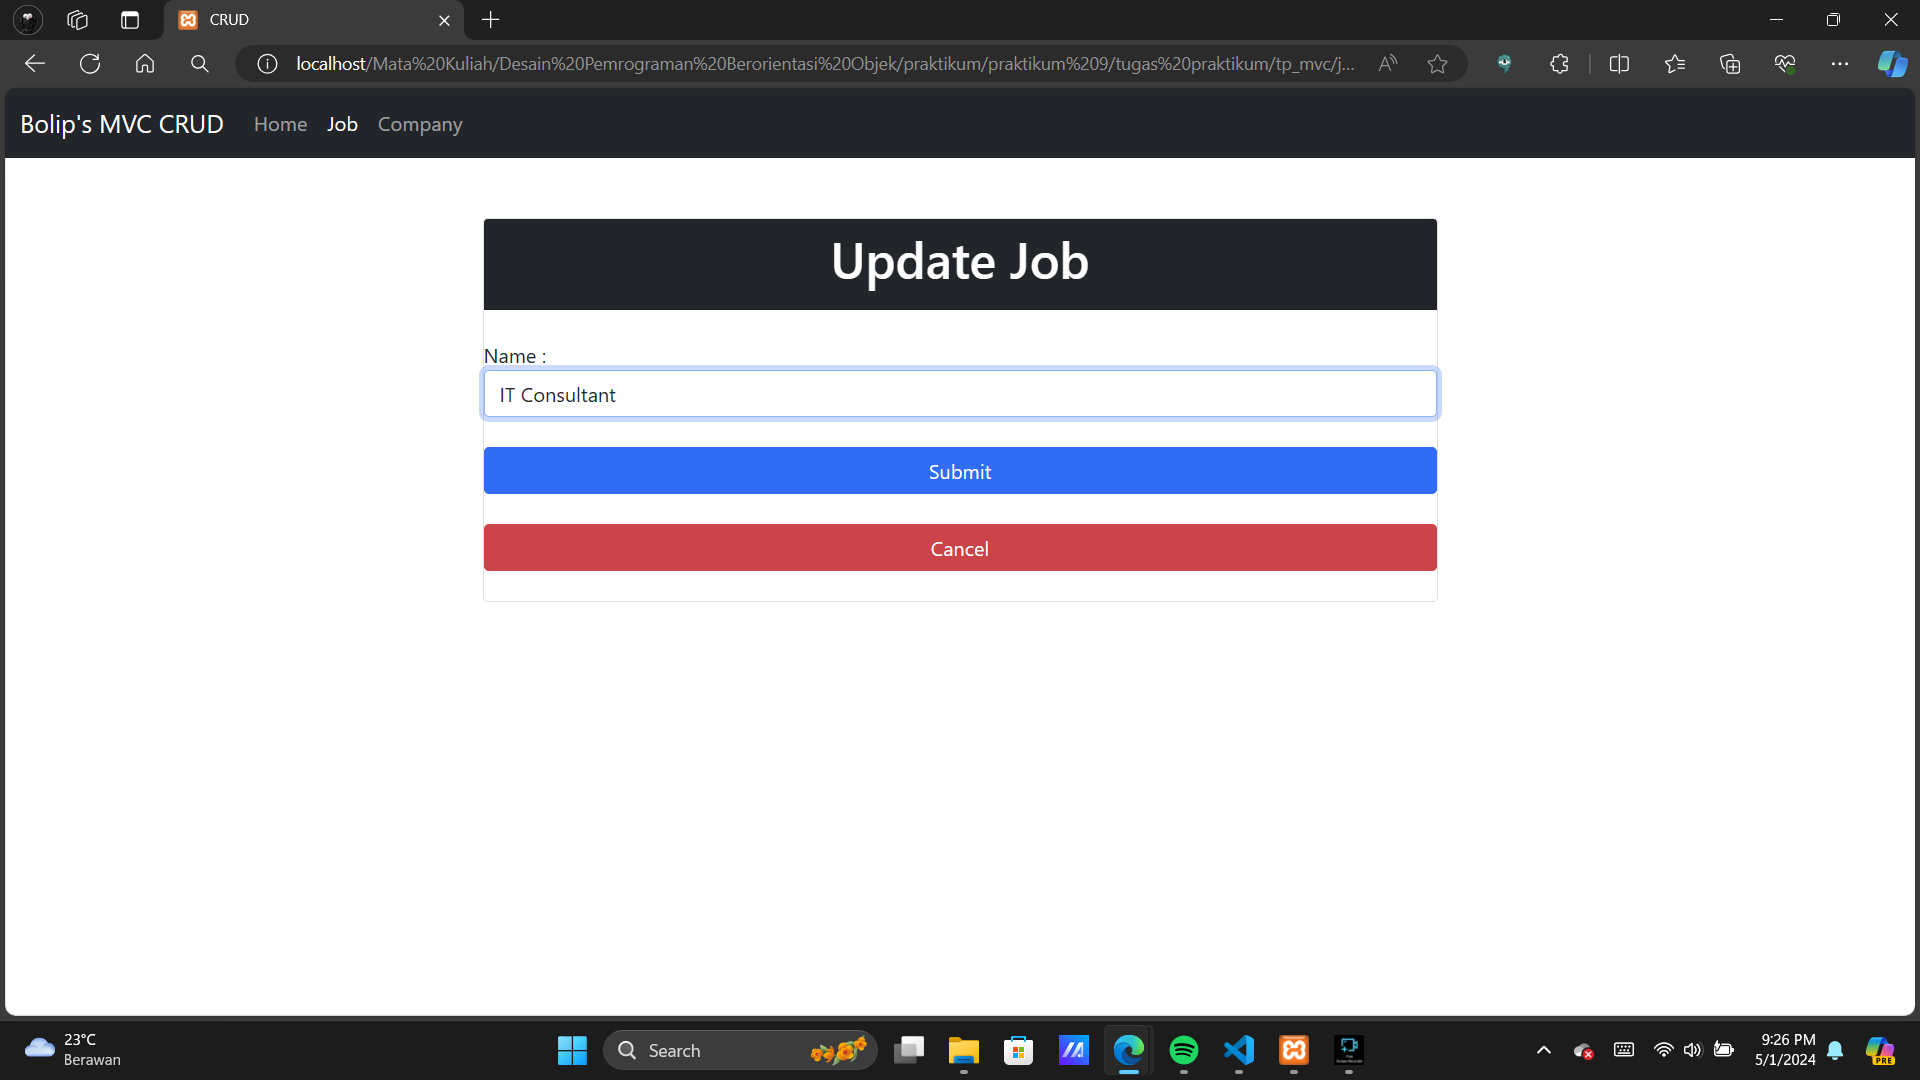 CRUD
localhost/Mata%20Kuliah/Desain%20Pemrograman%20Berorientasi%20Objek/praktikum/praktikum%209/tugas%20praktikum/tp_mvc/j...
Bolip's MVC CRUD Home Job Company
Update Job
Name :
IT Consultant
Submit
Cancel
23°C
Berawan
Search
9:26 PM
5/1/2024
PRE